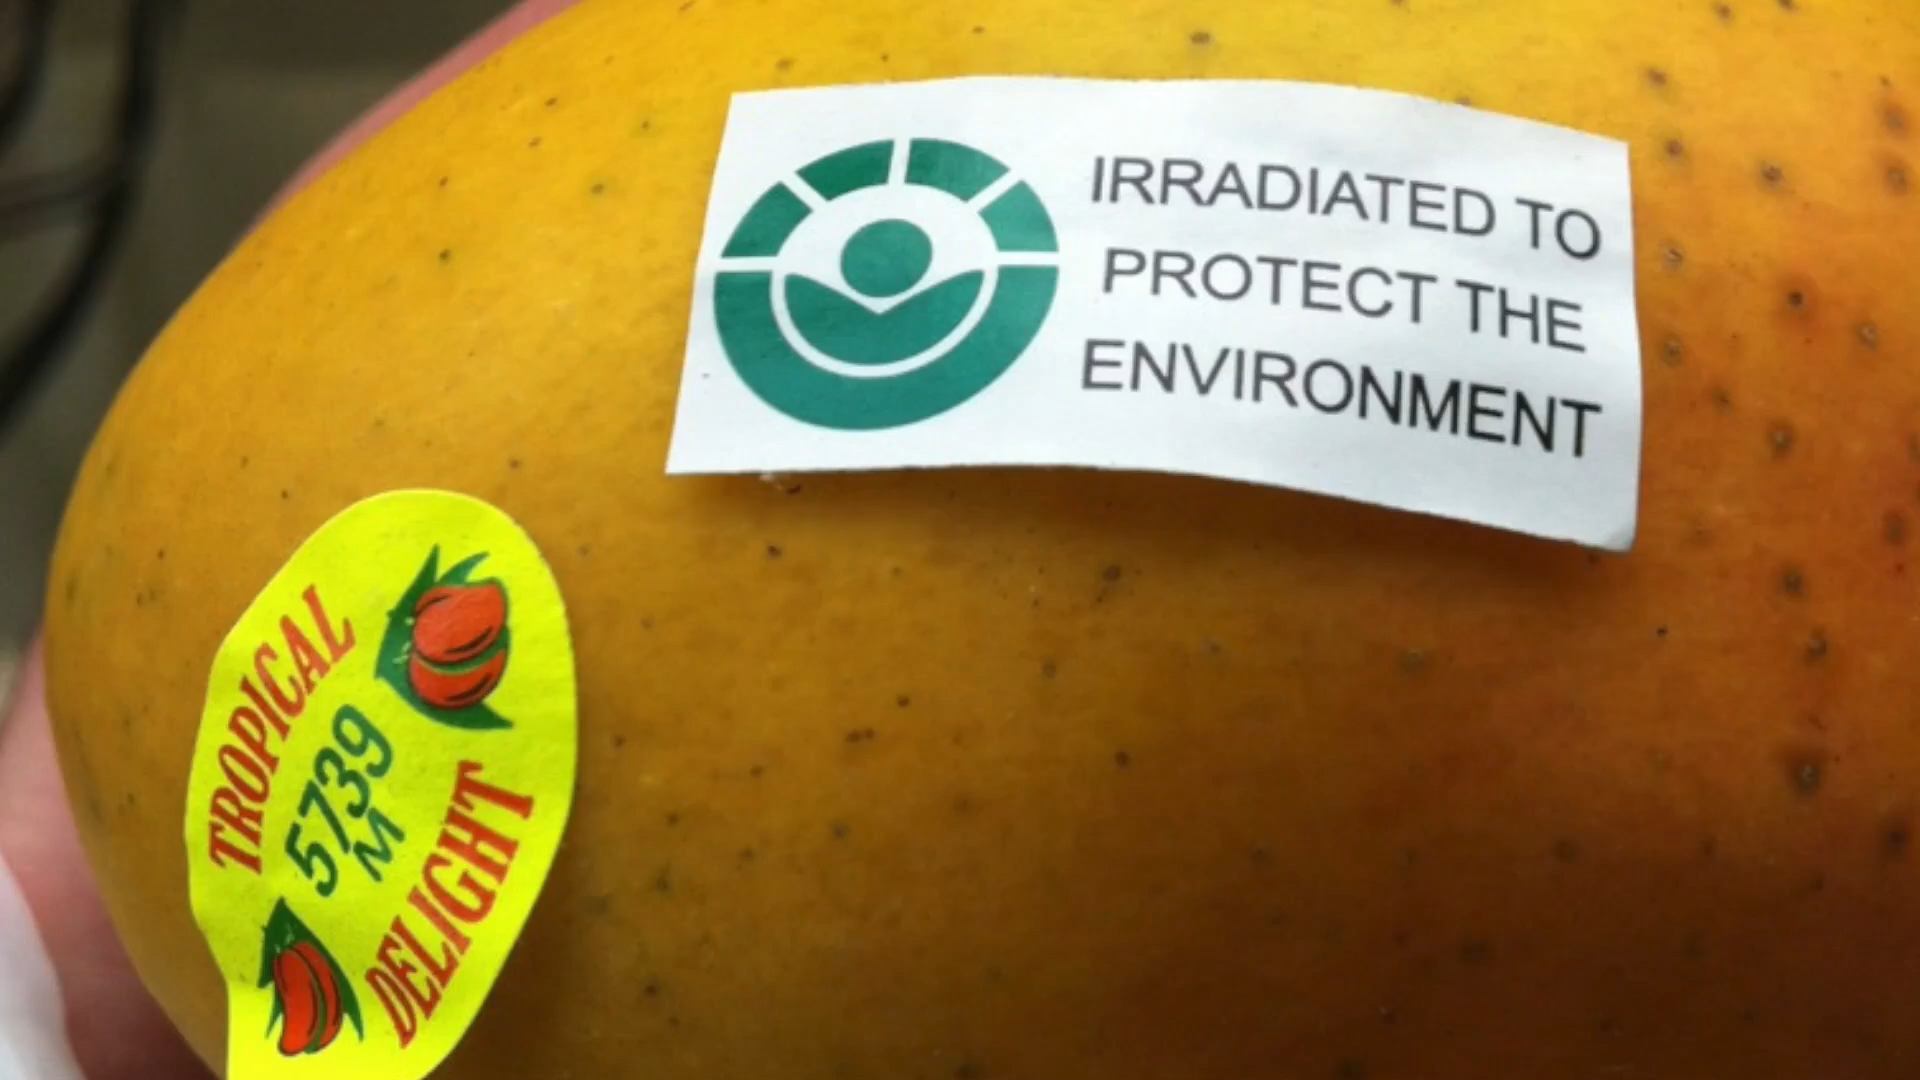 IRRADIATED TO
PROTECT THE
ENVIRONMENT
TROPICAL
5739
M
DELIGHT